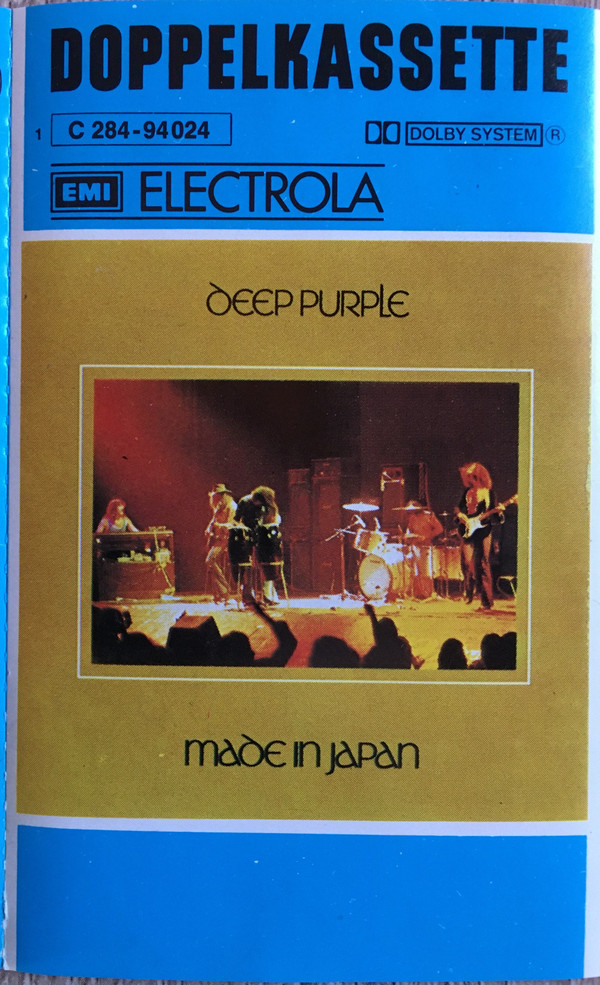 DOPPELKASSETTE
1 C 284-94024
DOLBY SYSTEM ®
EMI ELECTROLA
DEEP PURPLE
MADE IN JAPAN